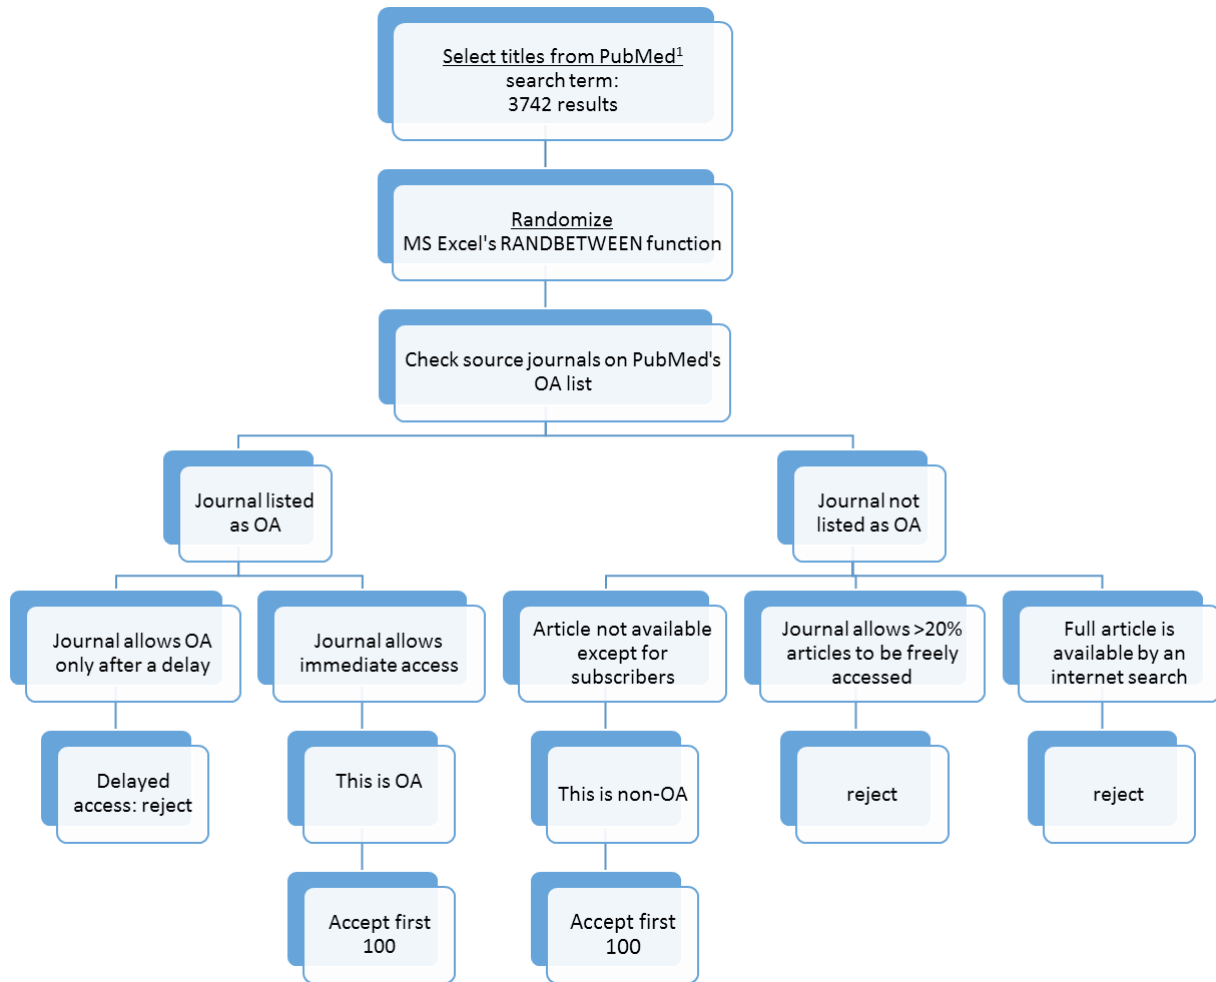 Select titles from PubMed¹
search term:
3742 results
Randomize
MS Excel's RANDBETWEEN function
Check source journals on PubMed's
OA list
Journal listed
as OA
Journal not
listed as OA
Journal allows OA
only after a delay
Journal allows
immediate access
Article not available
except for
subscribers
Journal allows >20%
articles to be freely
accessed
Full article is
available by an
internet search
Delayed
access: reject
This is OA
This is non-OA
reject
reject
Accept first
100
Accept first
100